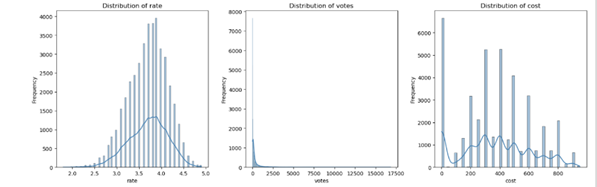 Distribution of rate
4000
3500
3000
2500
2000
1500
1000
500
0
Frequency
2.0 2.5 3.0 3.5 4.0 4.5 5.0
rate
Distribution of votes
8000
7000
6000
5000
4000
3000
2000
1000
0
Frequency
0 2500 5000 7500 10000 12500 15000 17500
votes
Distribution of cost
6000
5000
4000
3000
2000
1000
0
Frequency
0 200 400 600 800
cost